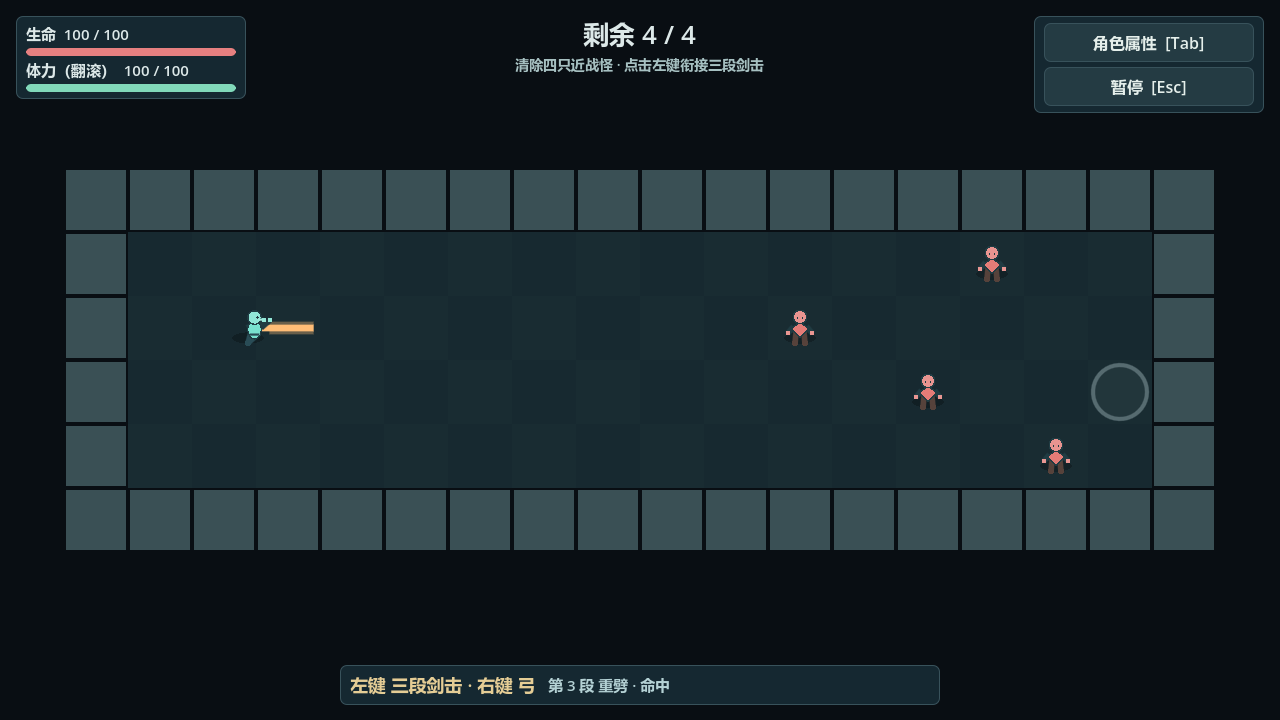 生命 100 / 100
体力（翻滚） 100 / 100
剩余 4 / 4
清除四只近战怪 · 点击左键衔接三段剑击
角色属性 [Tab]
暂停 [Esc]
左键 三段剑击 · 右键 弓 第 3 段 重劈 · 命中